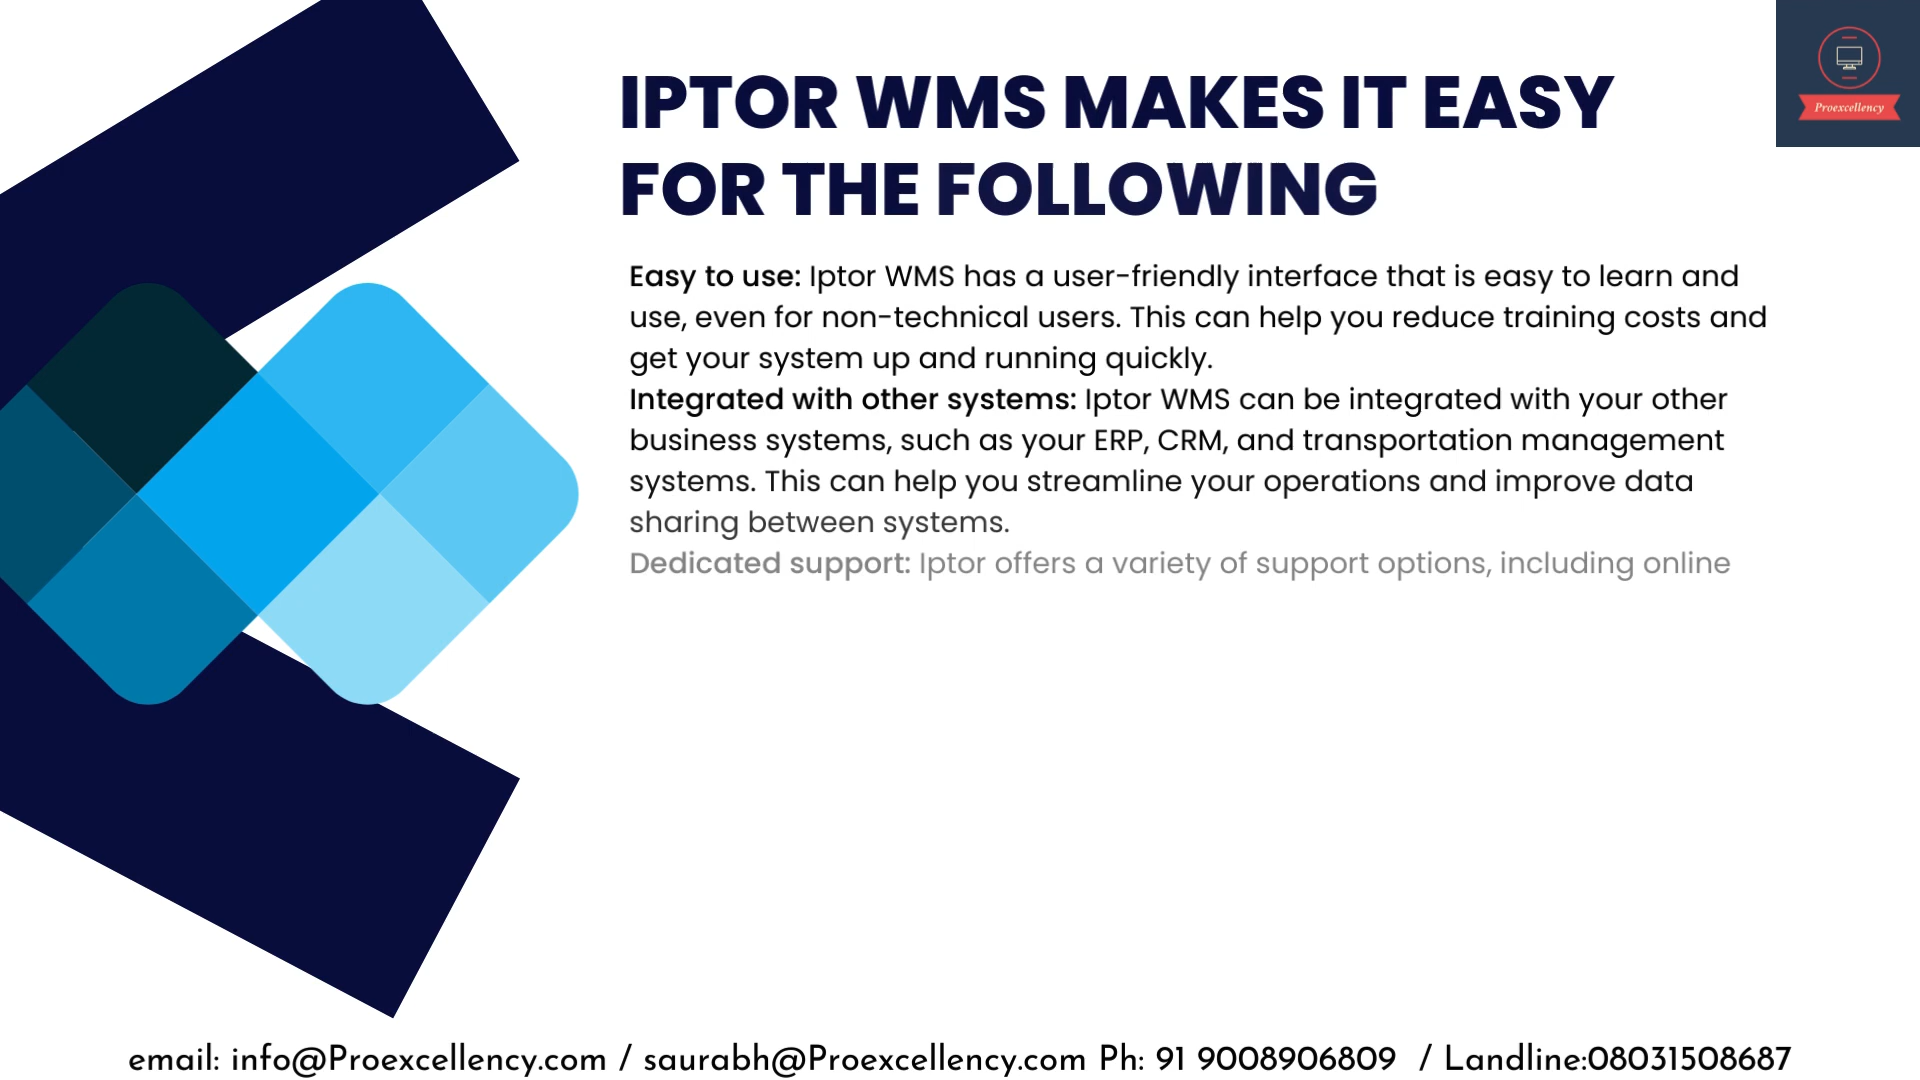 IPTOR WMS MAKES IT EASY
FOR THE FOLLOWING
Proexcellency
Easy to use: Iptor WMS has a user-friendly interface that is easy to learn and
use, even for non-technical users. This can help you reduce training costs and
get your system up and running quickly.
Integrated with other systems: Iptor WMS can be integrated with your other
business systems, such as your ERP, CRM, and transportation management
systems. This can help you streamline your operations and improve data
sharing between systems.
Dedicated support: Iptor offers a variety of support options, including online
email: info@Proexcellency.com / saurabh@Proexcellency.com Ph: 91 9008906809 / Landline:08031508687